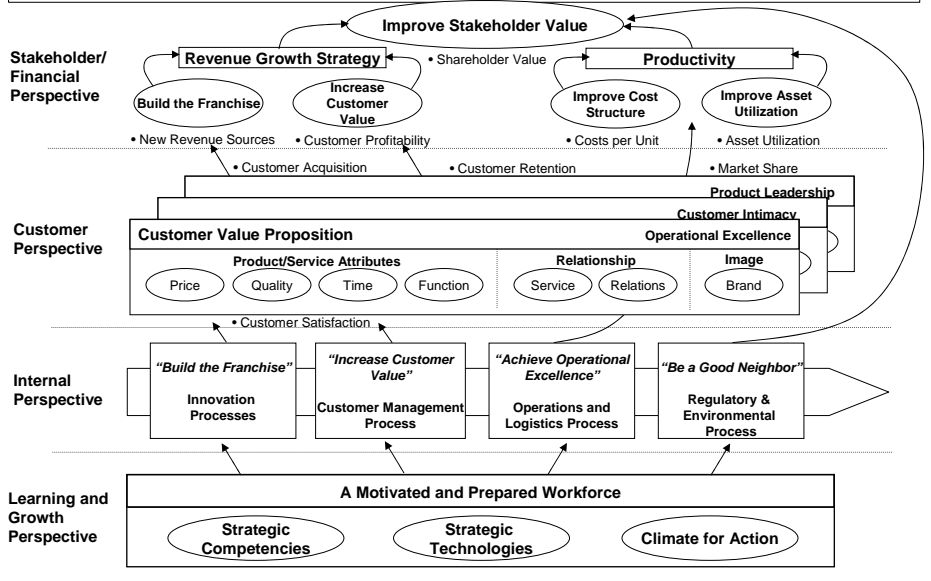 Improve Stakeholder Value
Stakeholder/
Financial
Perspective
Revenue Growth Strategy
• Shareholder Value
Productivity
Build the Franchise
Increase
Customer
Value
Improve Cost
Structure
Improve Asset
Utilization
• New Revenue Sources
• Customer Profitability
• Costs per Unit
• Asset Utilization
• Customer Acquisition
• Customer Retention
• Market Share
Product Leadership
Customer Intimacy
Customer
Perspective
Customer Value Proposition
Operational Excellence
Product/Service Attributes
Relationship
Image
Price
Quality
Time
Function
Service
Relations
Brand
• Customer Satisfaction
Internal
Perspective
“Build the Franchise”
Innovation
Processes
“Increase Customer
Value”
Customer Management
Process
“Achieve Operational
Excellence”
Operations and
Logistics Process
“Be a Good Neighbor”
Regulatory &
Environmental
Process
Learning and
Growth
Perspective
A Motivated and Prepared Workforce
Strategic
Competencies
Strategic
Technologies
Climate for Action